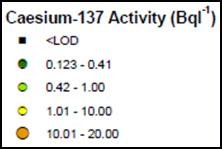 Caesium-137 Activity (Bql⁻¹)
<LOD
0.123 - 0.41
0.42 - 1.00
1.01 - 10.00
10.01 - 20.00